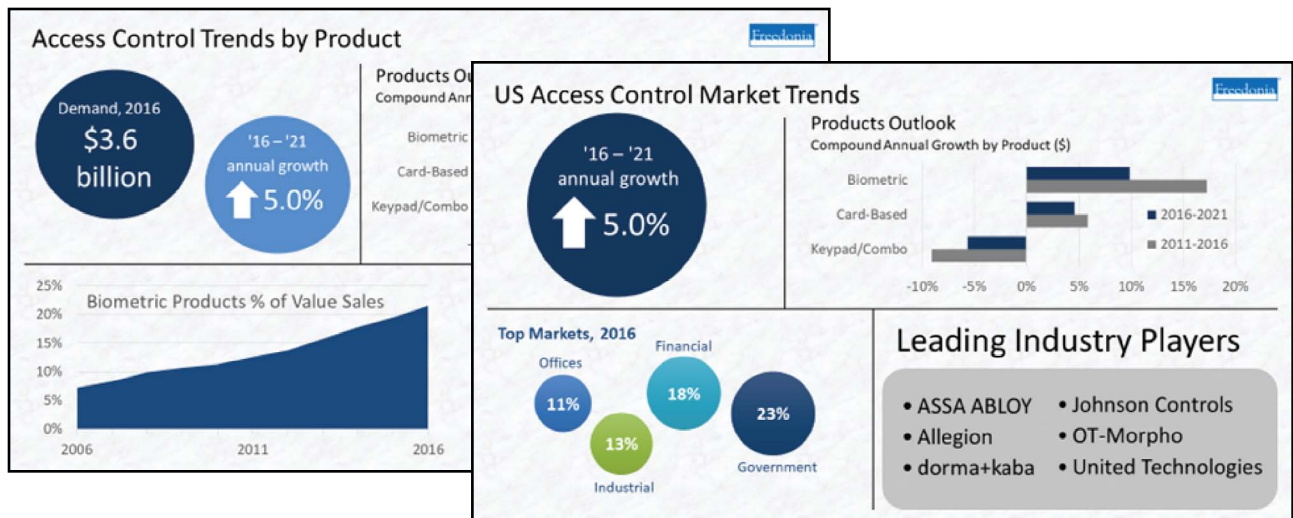 Access Control Trends by Product
Freedonia
Demand, 2016
$3.6
billion
'16 – '21
annual growth
5.0%
Products
Compound
Biometric
Card-Based
Keypad/Combo
25%
20%
15%
10%
5%
0%
Biometric Products % of Value Sales
2006
2011
2016
US Access Control Market Trends
Freedonia
'16 – '21
annual growth
5.0%
Products Outlook
Compound Annual Growth by Product ($)
Biometric
Card-Based
Keypad/Combo
2016-2021
2011-2016
-10% -5% 0% 5% 10% 15% 20%
Top Markets, 2016
Offices
11%
Industrial
13%
Financial
18%
Government
23%
Leading Industry Players
• ASSA ABLOY
• Allegion
• dorma+kaba
• Johnson Controls
• OT-Morpho
• United Technologies